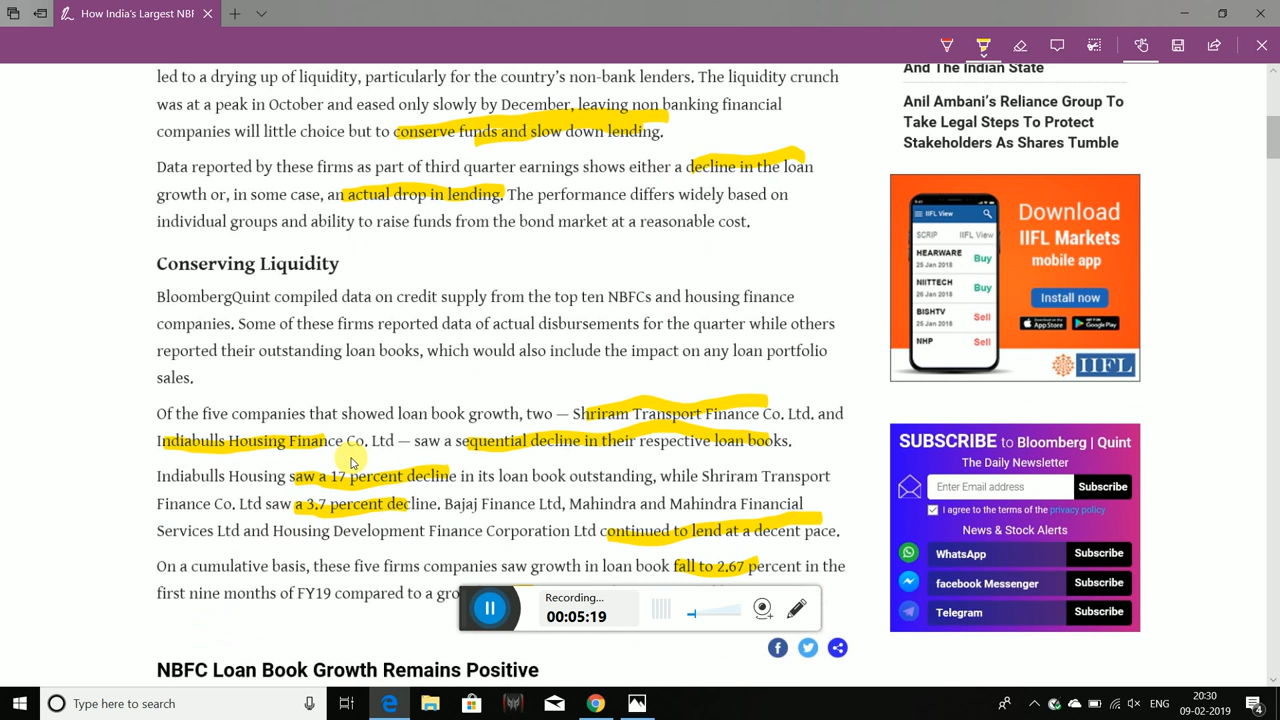 How India's Largest NBF
led to a drying up of liquidity, particularly for the country's non-bank lenders. The liquidity crunch
was at a peak in October and eased only slowly by December, leaving non banking financial
companies will little choice but to conserve funds and slow down lending.
Data reported by these firms as part of third quarter earnings shows either a decline in the loan
growth or, in some case, an actual drop in lending. The performance differs widely based on
individual groups and ability to raise funds from the bond market at a reasonable cost.
Conserving Liquidity
BloombergQuint compiled data on credit supply from the top ten NBFCs and housing finance
companies. Some of these firms reported data of actual disbursements for the quarter while others
reported their outstanding loan books, which would also include the impact on any loan portfolio
sales.
Of the five companies that showed loan book growth, two — Shriram Transport Finance Co. Ltd. and
Indiabulls Housing Finance Co. Ltd — saw a sequential decline in their respective loan books.
Indiabulls Housing saw a 17 percent decline in its loan book outstanding, while Shriram Transport
Finance Co. Ltd saw a 3.7 percent decline. Bajaj Finance Ltd, Mahindra and Mahindra Financial
Services Ltd and Housing Development Finance Corporation Ltd continued to lend at a decent pace.
On a cumulative basis, these five firms companies saw growth in loan book fall to 2.67 percent in the
first nine months of FY19 compared to a gro
Recording...
00:05:19
NBFC Loan Book Growth Remains Positive
And The Indian State
Anil Ambani's Reliance Group To
Take Legal Steps To Protect
Stakeholders As Shares Tumble
IIFL View
SCRIP IIFL View
HEARWARE
25 Jan 2018
Buy
NIITTECH
26 Jan 2018
Buy
BISHTV
25 Jan 2018
Sell
NHP
Sell
Download
IIFL Markets
mobile app
Install now
App Store
Google Play
IIFL
SUBSCRIBE to Bloomberg | Quint
The Daily Newsletter
Enter Email address
Subscribe
I agree to the terms of the privacy policy
News & Stock Alerts
WhatsApp
Subscribe
facebook Messenger
Subscribe
Telegram
Subscribe
Type here to search
ENG
20:30
09-02-2019
4